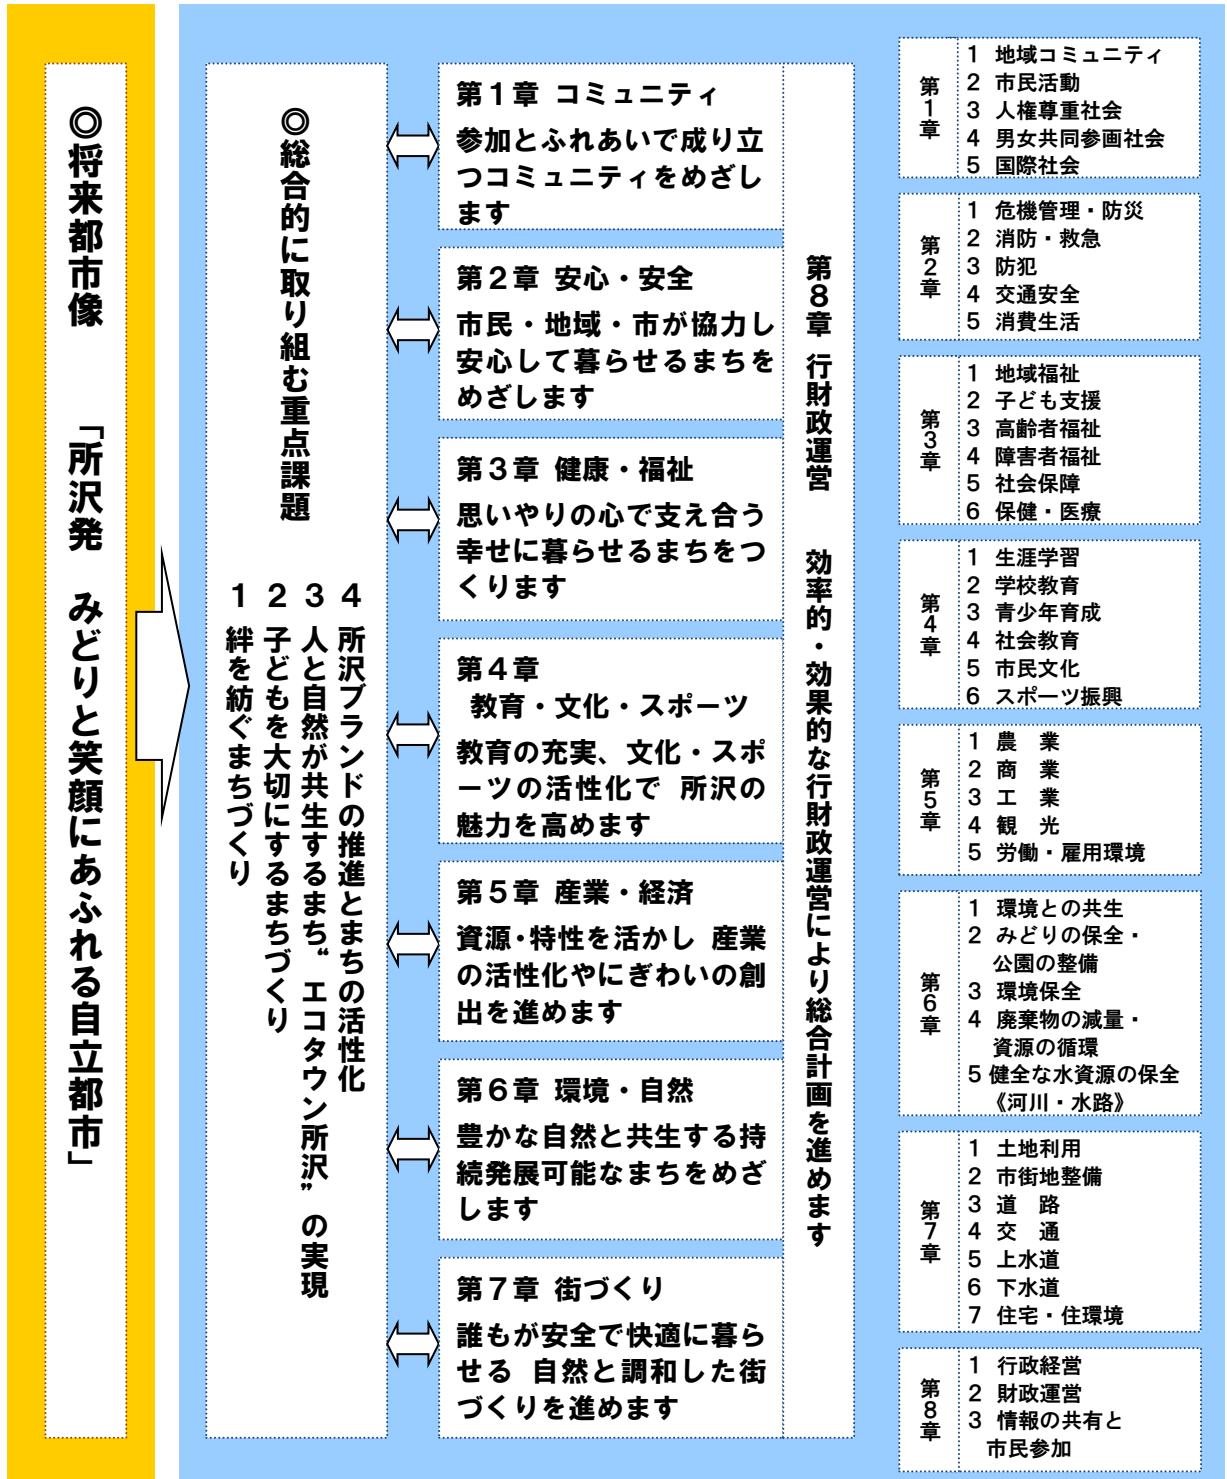 ◎将来都市像　「所沢発　みどりと笑顔にあふれる自立都市」
◎総合的に取り組む重点課題
1 絆を紡ぐまちづくり
2 子どもを大切にするまちづくり
3 人と自然が共生するまち“エコタウン所沢”の実現
4 所沢ブランドの推進とまちの活性化
第１章 コミュニティ
参加とふれあいで成り立
つコミュニティをめざし
ます
第２章 安心・安全
市民・地域・市が協力し
安心して暮らせるまちを
めざします
第３章 健康・福祉
思いやりの心で支え合う
幸せに暮らせるまちをつ
くります
第４章
教育・文化・スポーツ
教育の充実、文化・スポ
ーツの活性化で 所沢の
魅力を高めます
第５章 産業・経済
資源・特性を活かし 産業
の活性化やにぎわいの創
出を進めます
第６章 環境・自然
豊かな自然と共生する持
続発展可能なまちをめざ
します
第７章 街づくり
誰もが安全で快適に暮ら
せる 自然と調和した街
づくりを進めます
第８章 行財政運営　効率的・効果的な行財政運営により総合計画を進めます
第１章
1 地域コミュニティ
2 市民活動
3 人権尊重社会
4 男女共同参画社会
5 国際社会
第２章
1 危機管理・防災
2 消防・救急
3 防犯
4 交通安全
5 消費生活
第３章
1 地域福祉
2 子ども支援
3 高齢者福祉
4 障害者福祉
5 社会保障
6 保健・医療
第４章
1 生涯学習
2 学校教育
3 青少年育成
4 社会教育
5 市民文化
6 スポーツ振興
第５章
1 農　業
2 商　業
3 工　業
4 観　光
5 労働・雇用環境
第６章
1 環境との共生
2 みどりの保全・
公園の整備
3 環境保全
4 廃棄物の減量・
資源の循環
5 健全な水資源の保全
《河川・水路》
第７章
1 土地利用
2 市街地整備
3 道　路
4 交　通
5 上水道
6 下水道
7 住宅・住環境
第８章
1 行政経営
2 財政運営
3 情報の共有と
市民参加